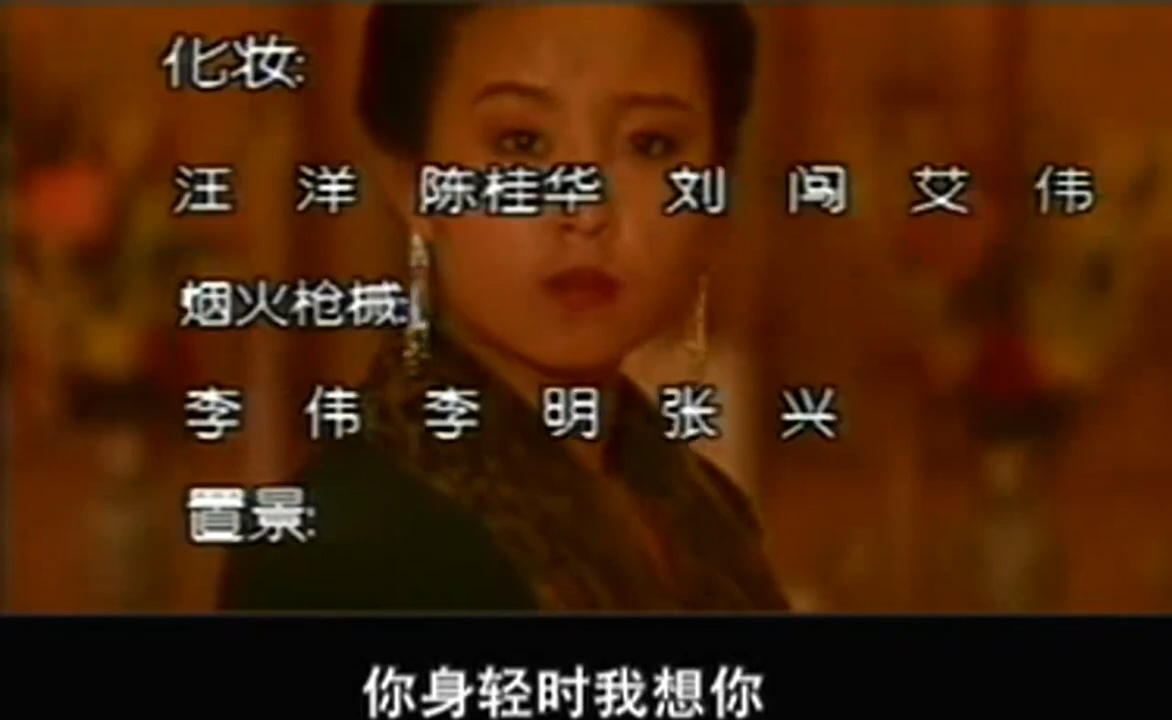 化妆:
汪 洋 陈桂华 刘 闯 艾 伟
烟火枪械:
李 伟 李 明 张 兴
置景:
你身轻时我想你